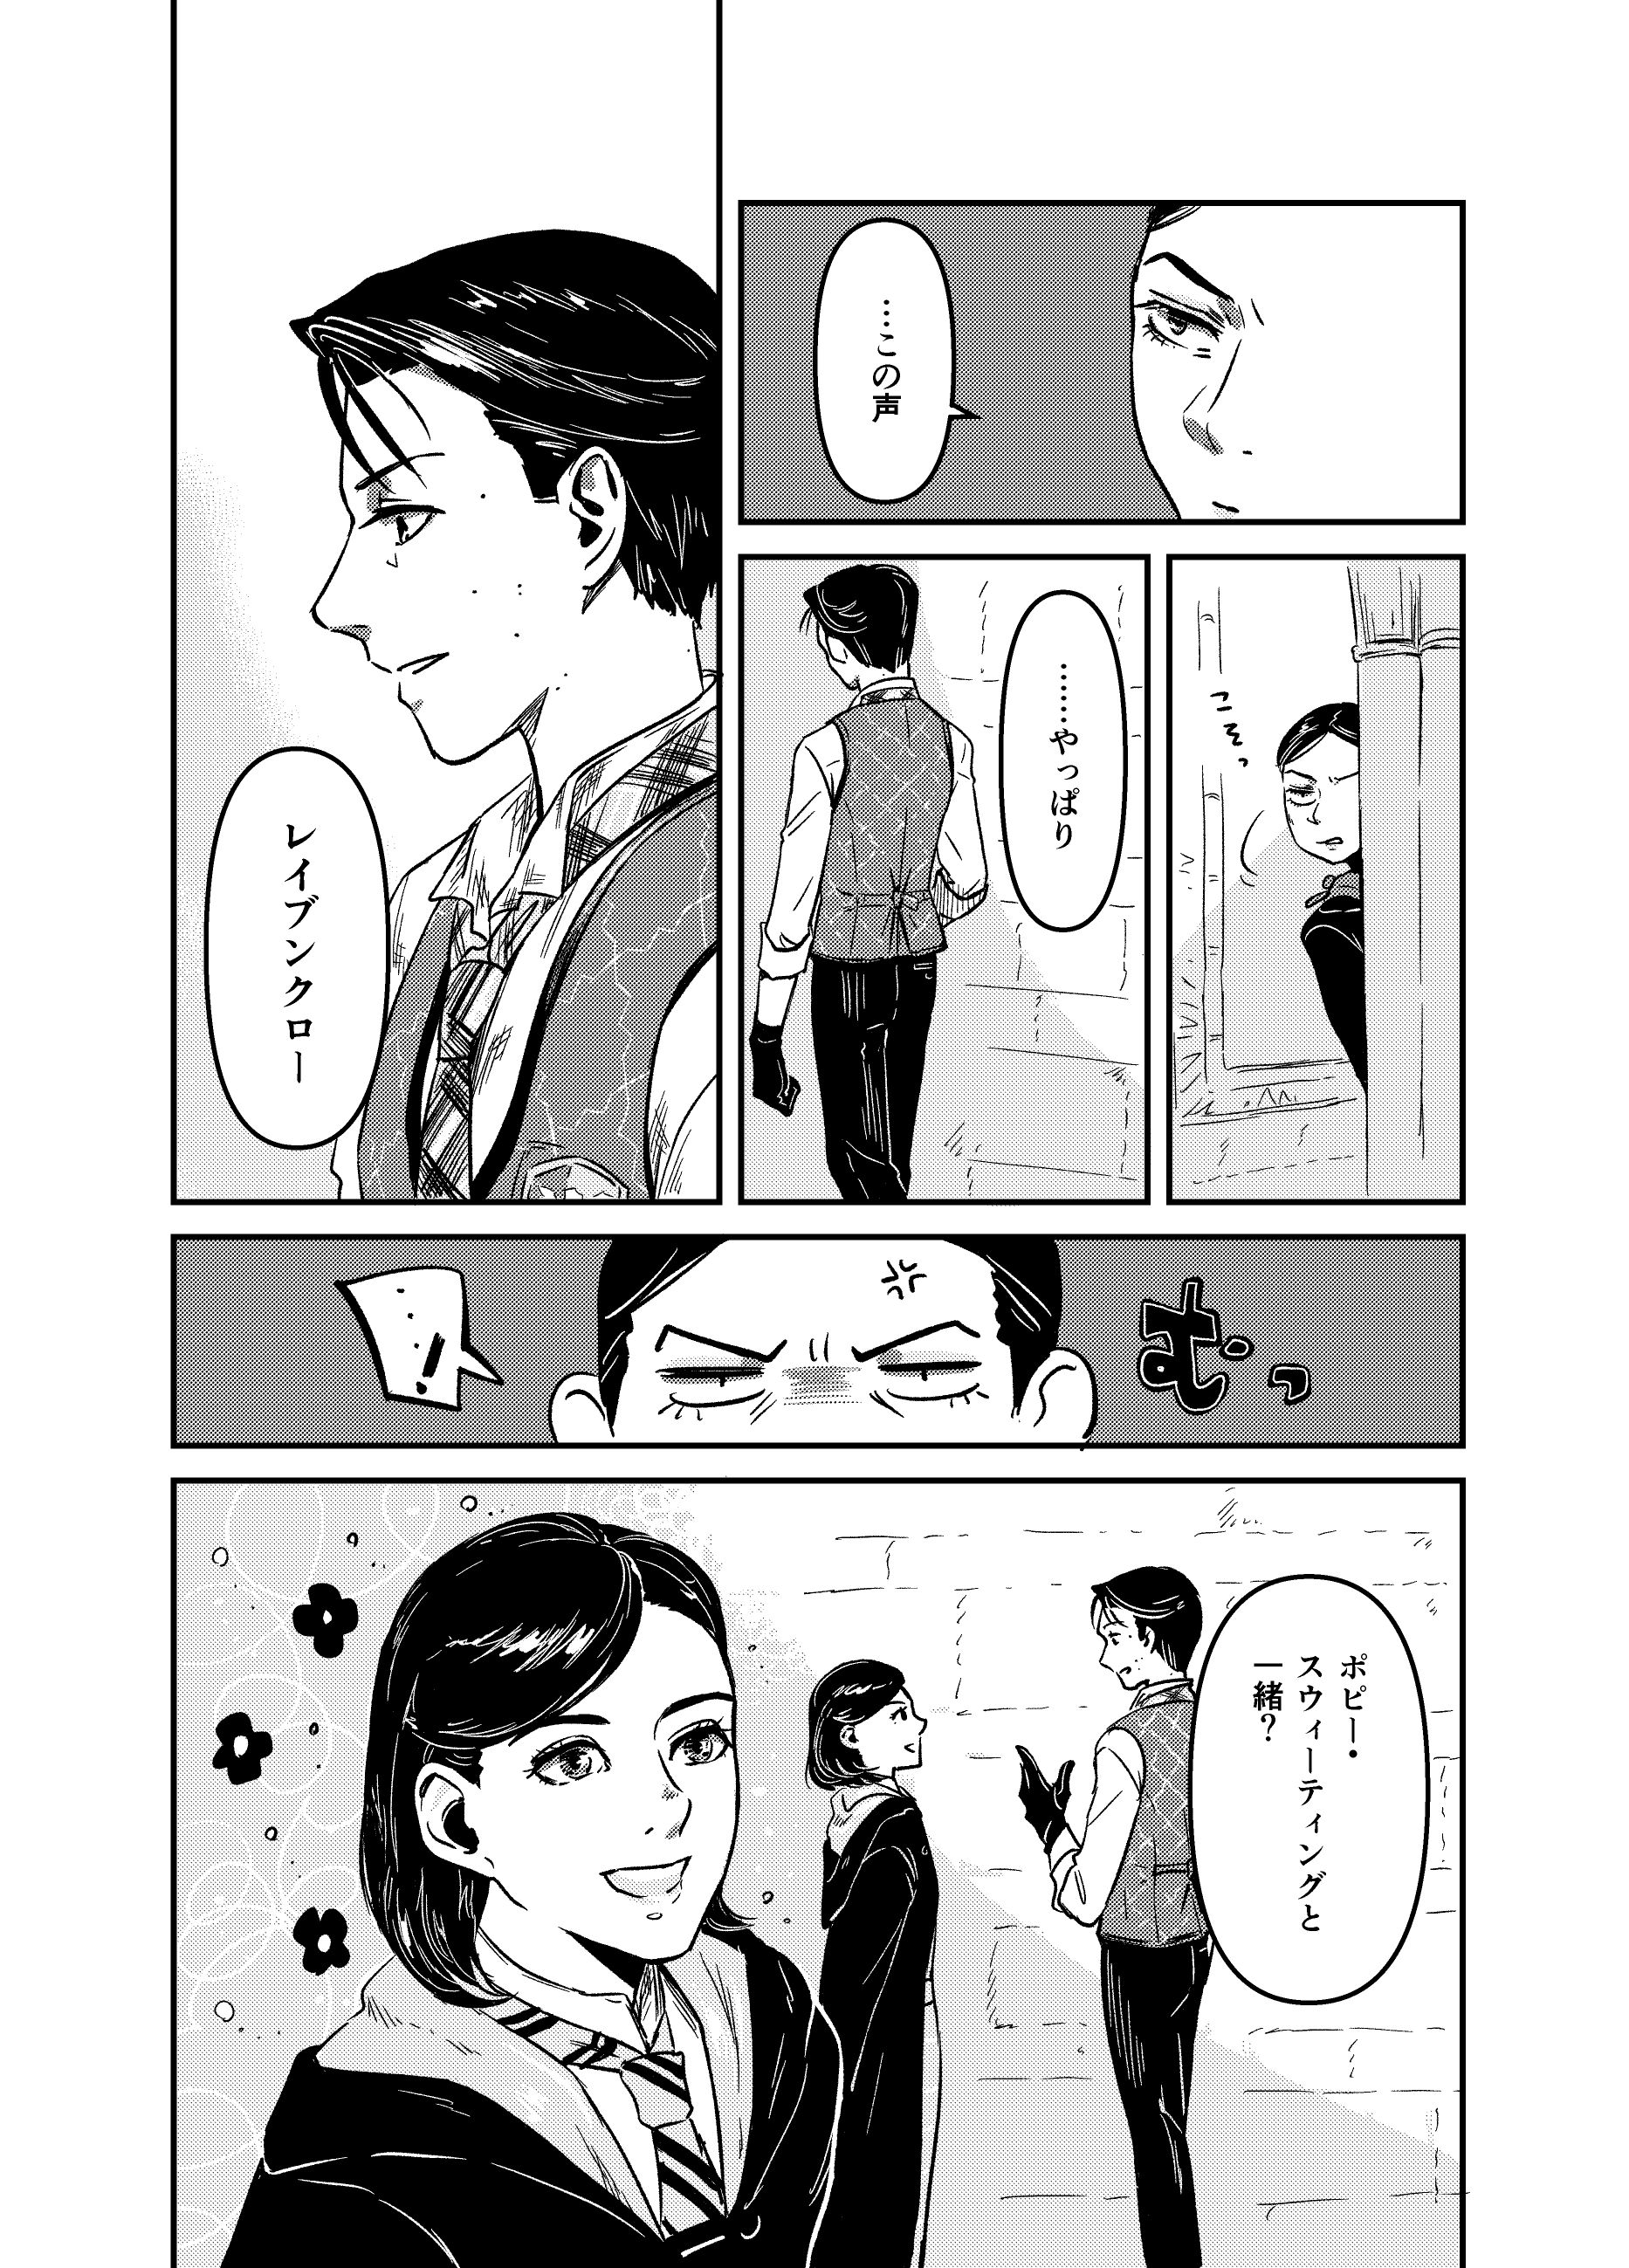 …この声
こそっ
……やっぱり
レイブンクロー
むっ
…！
ポピー・
スウィーティングと
一緒？